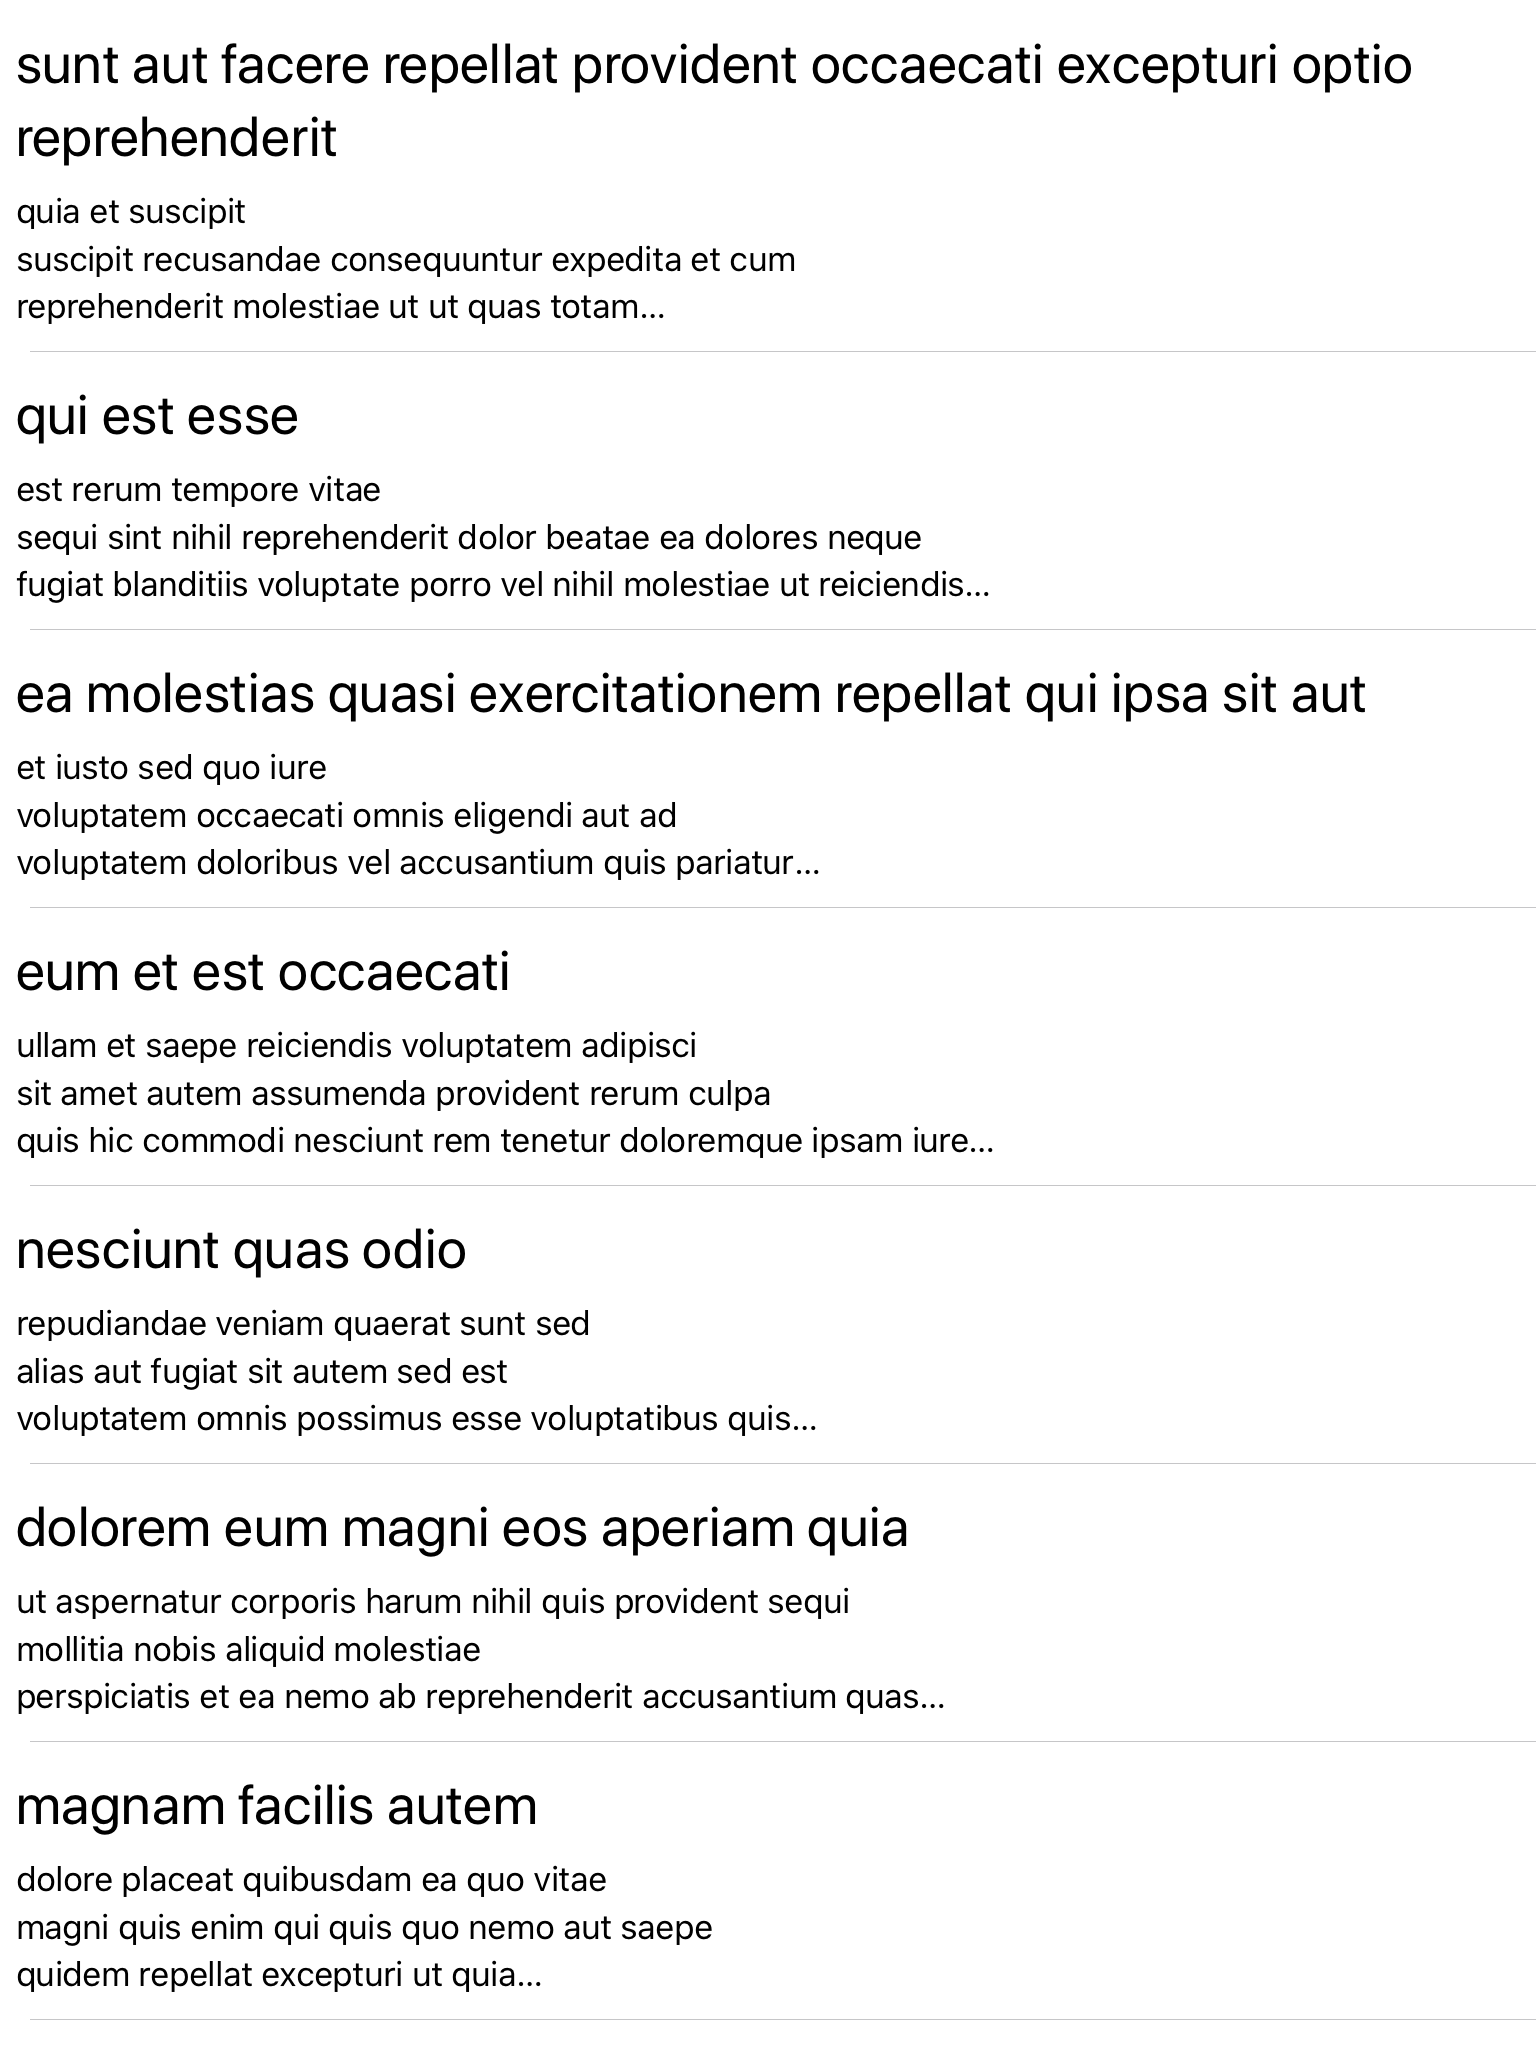 sunt aut facere repellat provident occaecati excepturi optio
reprehenderit
quia et suscipit
suscipit recusandae consequuntur expedita et cum
reprehenderit molestiae ut ut quas totam...
qui est esse
est rerum tempore vitae
sequi sint nihil reprehenderit dolor beatae ea dolores neque
fugiat blanditiis voluptate porro vel nihil molestiae ut reiciendis...
ea molestias quasi exercitationem repellat qui ipsa sit aut
et iusto sed quo iure
voluptatem occaecati omnis eligendi aut ad
voluptatem doloribus vel accusantium quis pariatur...
eum et est occaecati
ullam et saepe reiciendis voluptatem adipisci
sit amet autem assumenda provident rerum culpa
quis hic commodi nesciunt rem tenetur doloremque ipsam iure...
nesciunt quas odio
repudiandae veniam quaerat sunt sed
alias aut fugiat sit autem sed est
voluptatem omnis possimus esse voluptatibus quis...
dolorem eum magni eos aperiam quia
ut aspernatur corporis harum nihil quis provident sequi
mollitia nobis aliquid molestiae
perspiciatis et ea nemo ab reprehenderit accusantium quas...
magnam facilis autem
dolore placeat quibusdam ea quo vitae
magni quis enim qui quis quo nemo aut saepe
quidem repellat excepturi ut quia...